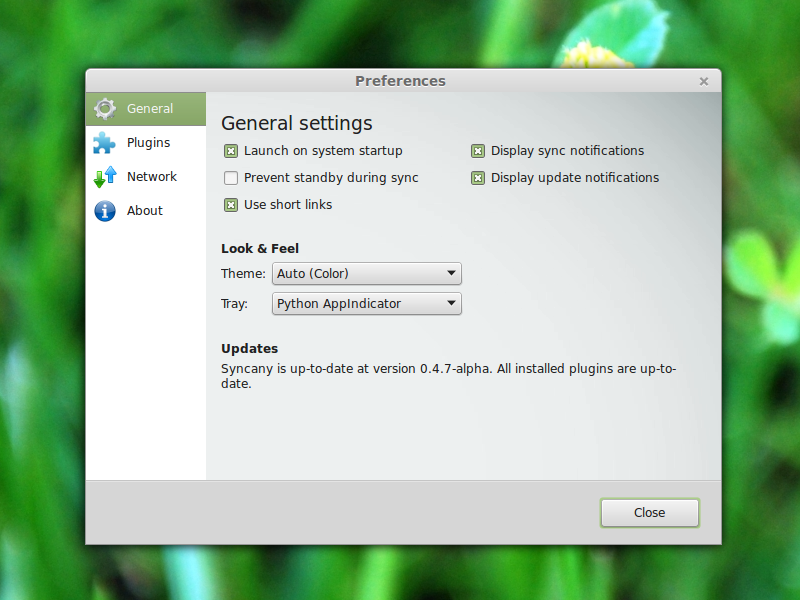 Preferences
General
Plugins
Network
About
General settings
Launch on system startup
Display sync notifications
Prevent standby during sync
Display update notifications
Use short links
Look & Feel
Theme: Auto (Color)
Tray: Python AppIndicator
Updates
Syncany is up-to-date at version 0.4.7-alpha. All installed plugins are up-to-
date.
Close